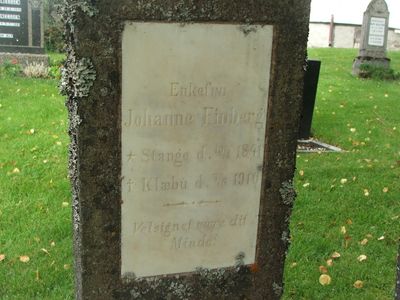 Enkefru
Johanne Finberg
* Stange d.
† Klæbu d.
Velsignet være dit
Minde!